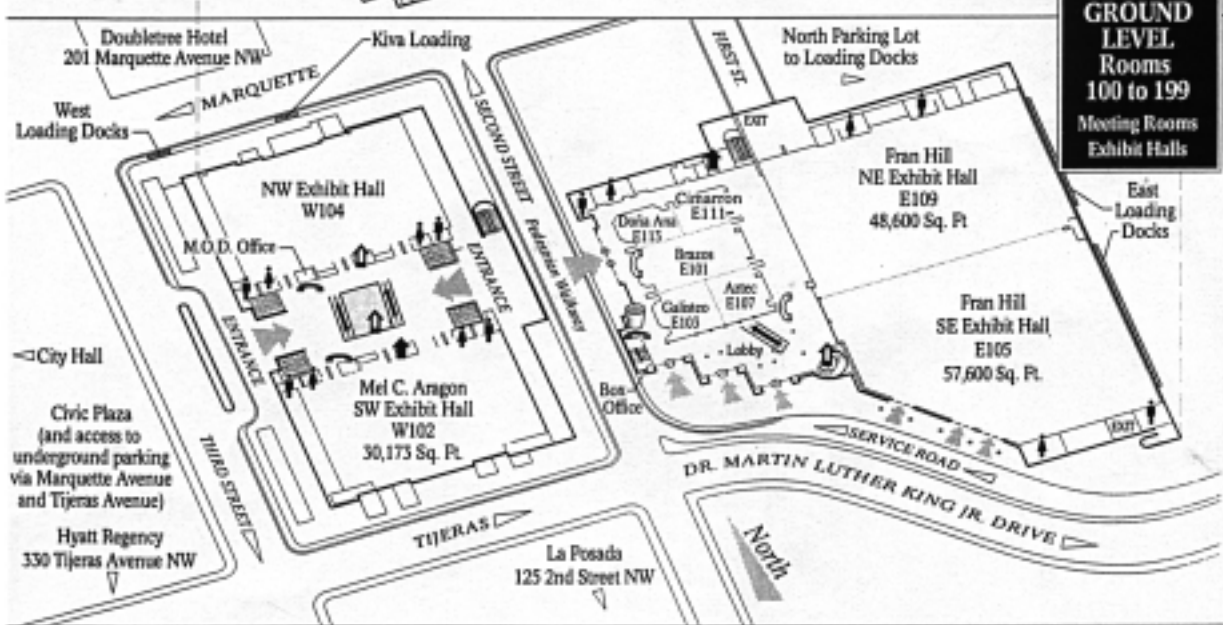 GROUND
LEVEL
Rooms
100 to 199
Meeting Rooms
Exhibit Halls
Doubletree Hotel
201 Marquette Avenue NW
Kiva Loading
MARQUETTE
West
Loading Docks
SECOND STREET
Pedestrian Walkway
FIRST ST.
North Parking Lot
to Loading Docks
EXIT
NW Exhibit Hall
W104
M.O.D. Office
ENTRANCE
ENTRANCE
Mel C. Aragon
SW Exhibit Hall
W102
30,173 Sq. Ft.
Cimarron
E111
Doña Ana
E115
Brazos
E101
Aztec
E107
Galisteo
E103
Lobby
Box
Office
Fran Hill
NE Exhibit Hall
E109
48,600 Sq. Ft
East
Loading
Docks
Fran Hill
SE Exhibit Hall
E105
57,600 Sq. Ft.
EXIT
City Hall
Civic Plaza
(and access to
underground parking
via Marquette Avenue
and Tijeras Avenue)
Hyatt Regency
330 Tijeras Avenue NW
THIRD STREET
TIJERAS
SERVICE ROAD
DR. MARTIN LUTHER KING JR. DRIVE
La Posada
125 2nd Street NW
North